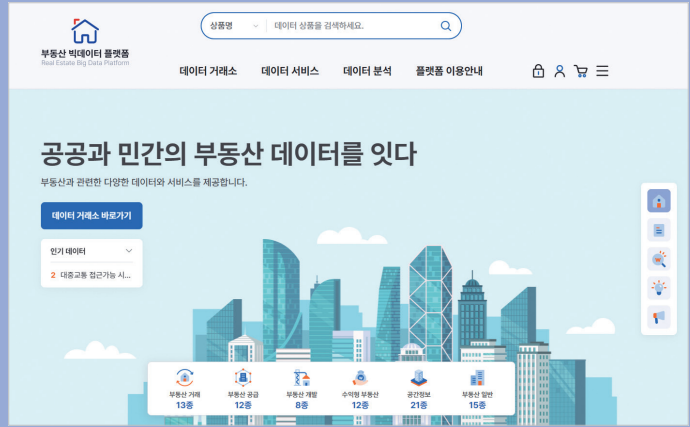 상품명
데이터 상품을 검색하세요.
부동산 빅데이터 플랫폼
Real Estate Big Data Platform
데이터 거래소 데이터 서비스 데이터 분석 플랫폼 이용안내
공공과 민간의 부동산 데이터를 잇다
부동산과 관련한 다양한 데이터와 서비스를 제공합니다.
데이터 거래소 바로가기
인기 데이터
2 대중교통 접근가능 시...
부동산 거래 부동산 공급 부동산 개발 수익형 부동산 공간정보 부동산 일반
13종 12종 8종 12종 21종 15종